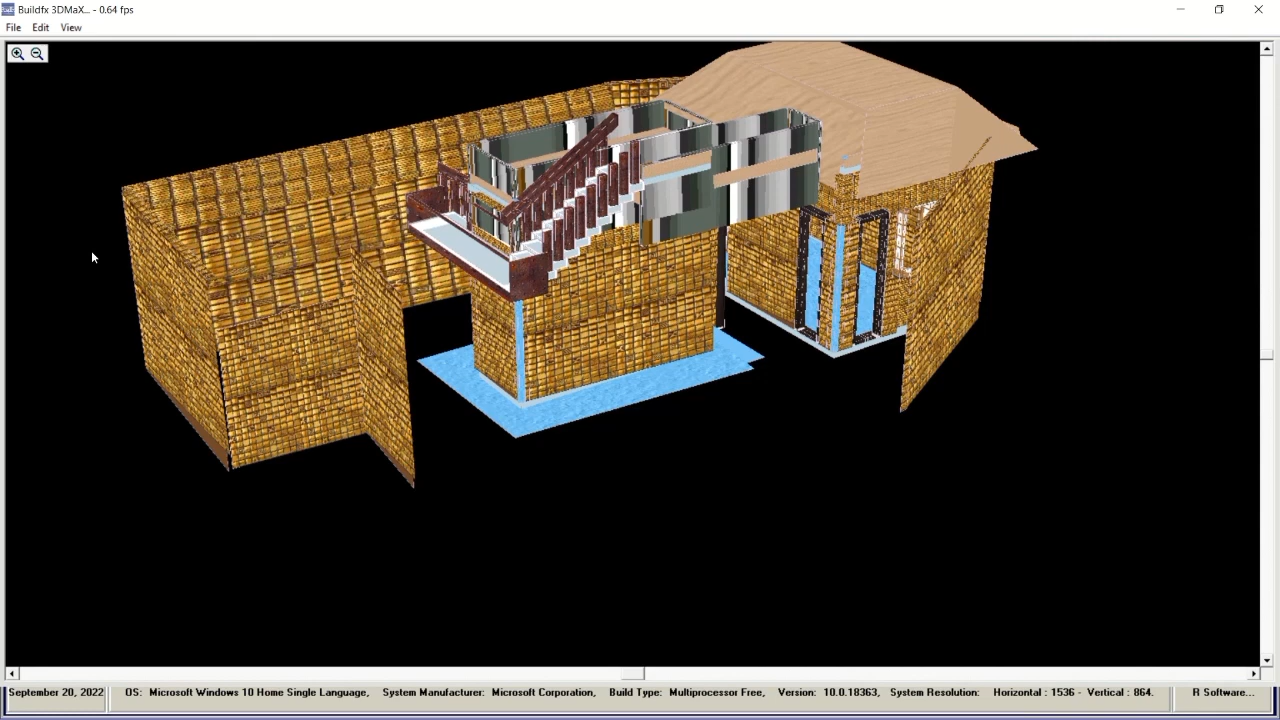 Buildfx 3DMaX... - 0.64 fps
File Edit View
September 20, 2022 OS: Microsoft Windows 10 Home Single Language, System Manufacturer: Microsoft Corporation, Build Type: Multiprocessor Free, Version: 10.0.18363, System Resolution: Horizontal : 1536 - Vertical : 864. R Software...